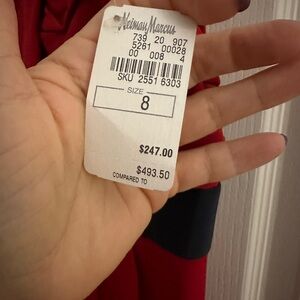 Neiman Marcus
739 20 907
5261 00028
00 008 4
SKU 2551 6303
SIZE
8
$247.00
$493.50
COMPARED TO